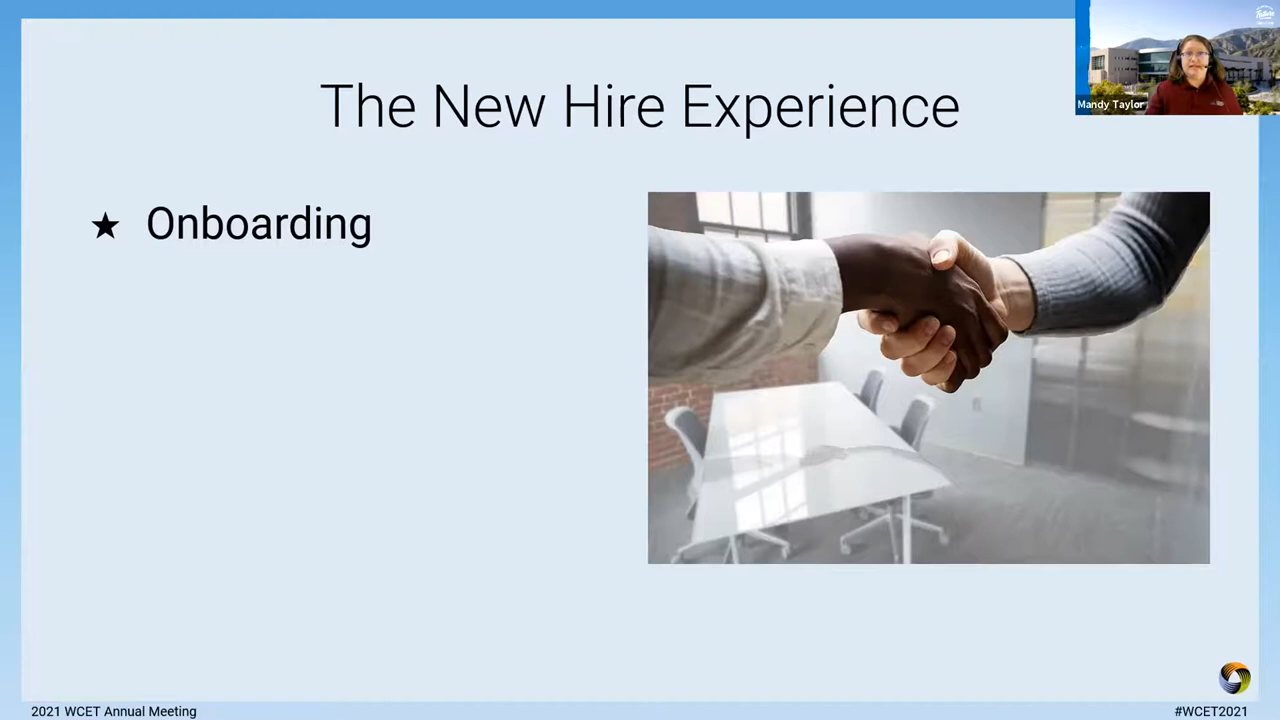 The New Hire Experience
Mandy Taylor
★ Onboarding
2021 WCET Annual Meeting
#WCET2021